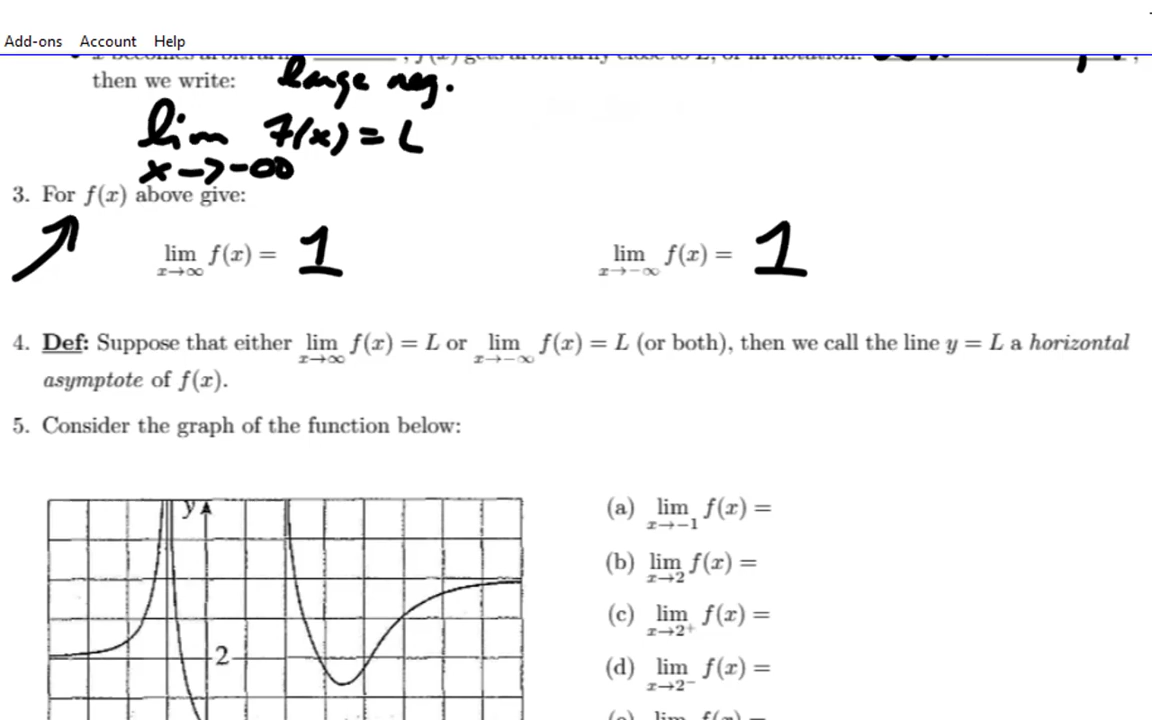 Add-ons Account Help
then we write: large neg.
lim f(x) = L
x→-∞
3. For f(x) above give:
lim f(x) = 1 lim f(x) = 1
x→∞ x→−∞
4. Def: Suppose that either lim f(x) = L or lim f(x) = L (or both), then we call the line y = L a horizontal
x→∞ x→−∞
asymptote of f(x).
5. Consider the graph of the function below:
y
2
(a) lim f(x) =
x→−1
(b) lim f(x) =
x→2
(c) lim f(x) =
x→2+
(d) lim f(x) =
x→2−